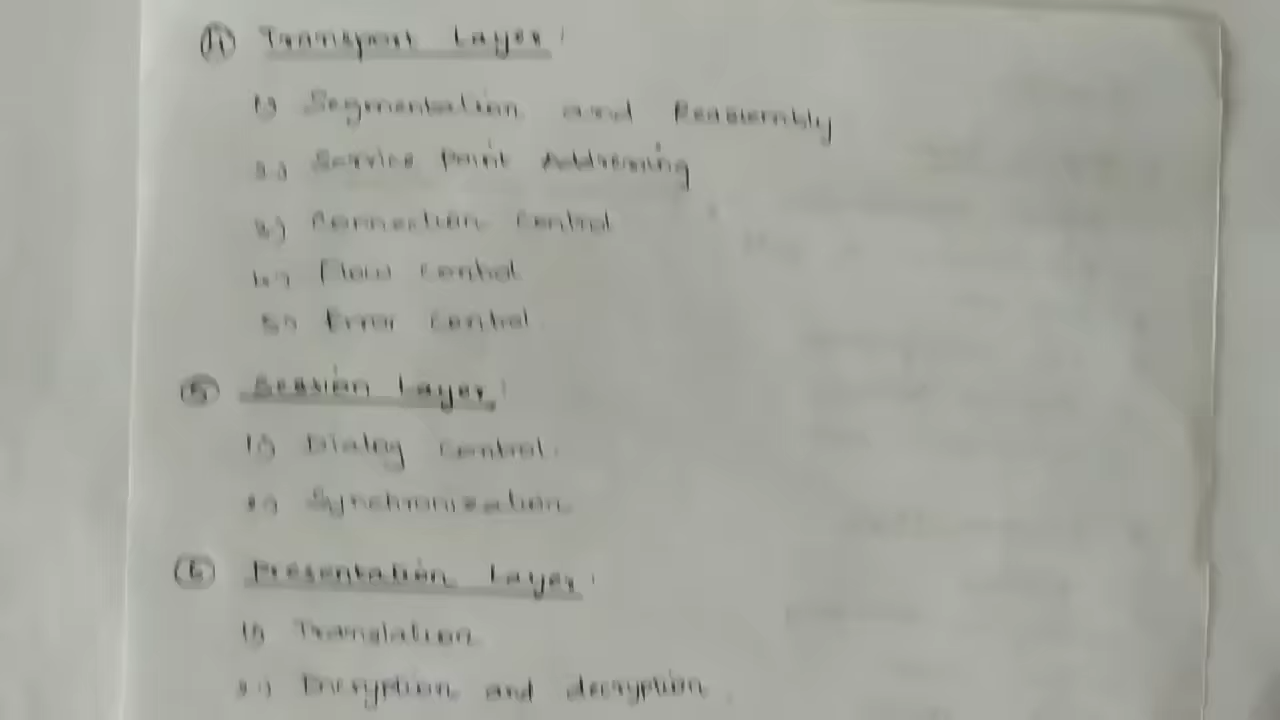 ④ Transport Layer:
1) Segmentation and Reassembly
2) Service Point Addressing
3) Connection control
4) Flow control
5) Error control
⑤ Session Layer:
1) Dialog control.
2) Synchronization
⑥ Presentation Layer:
1) Translation
2) Encryption and decryption.